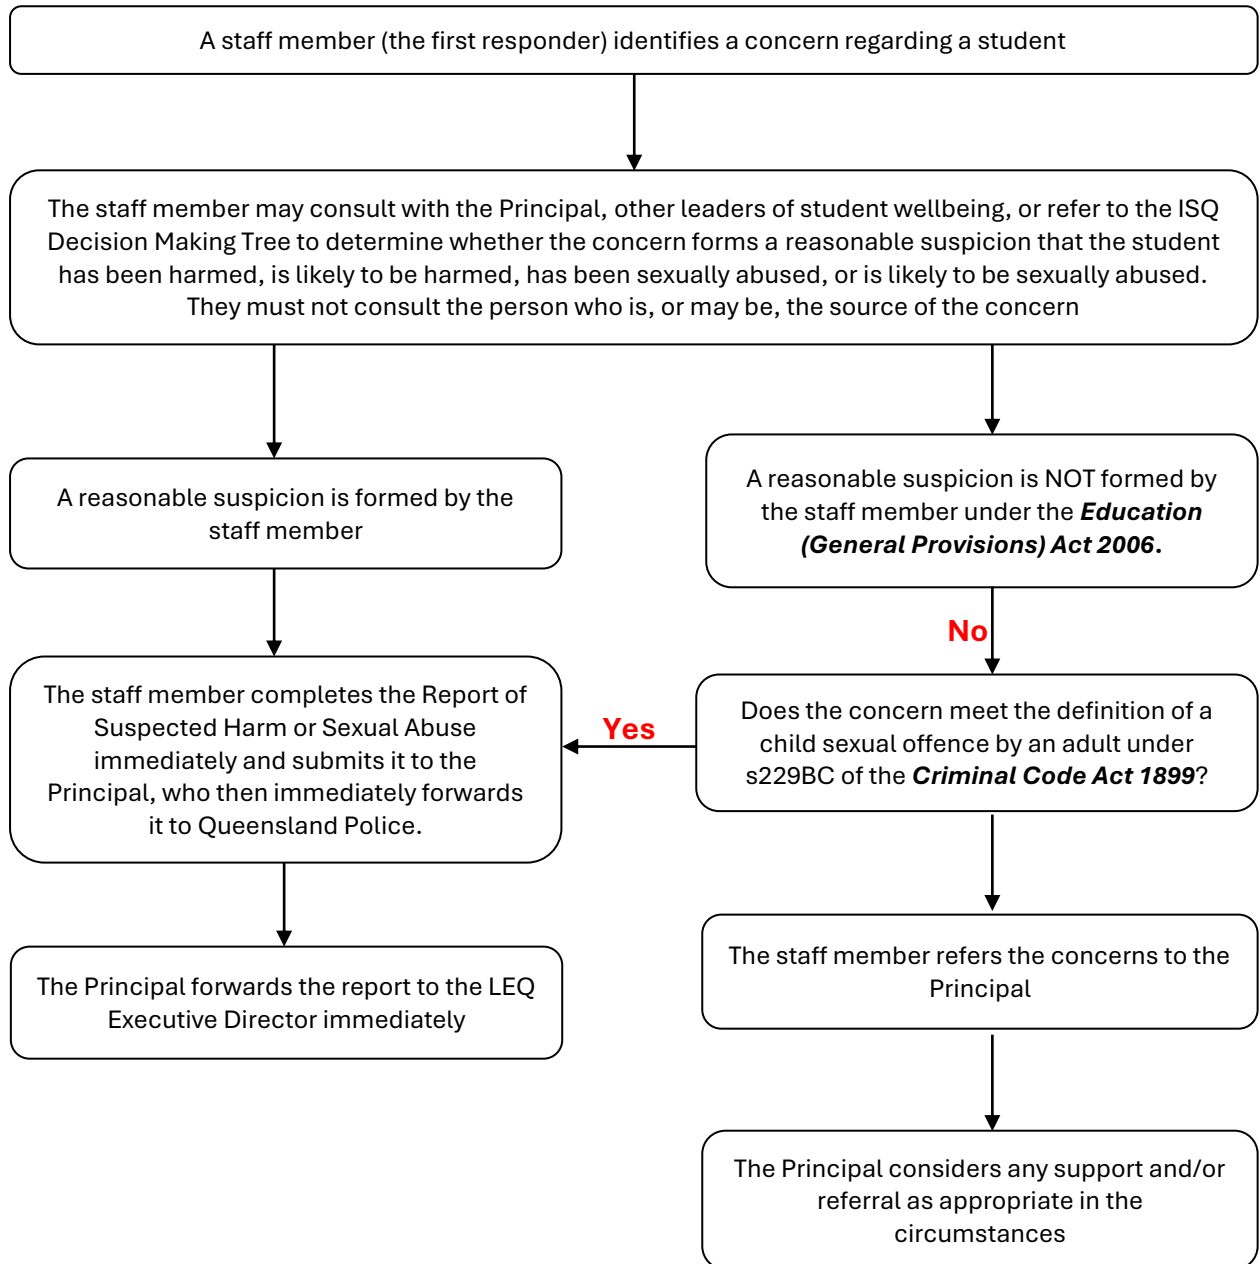 A staff member (the first responder) identifies a concern regarding a student
The staff member may consult with the Principal, other leaders of student wellbeing, or refer to the ISQ
Decision Making Tree to determine whether the concern forms a reasonable suspicion that the student
has been harmed, is likely to be harmed, has been sexually abused, or is likely to be sexually abused.
They must not consult the person who is, or may be, the source of the concern
A reasonable suspicion is formed by the
staff member
A reasonable suspicion is NOT formed by
the staff member under the Education
(General Provisions) Act 2006.
No
The staff member completes the Report of
Suspected Harm or Sexual Abuse
immediately and submits it to the
Principal, who then immediately forwards
it to Queensland Police.
Yes
Does the concern meet the definition of a
child sexual offence by an adult under
s229BC of the Criminal Code Act 1899?
The Principal forwards the report to the LEQ
Executive Director immediately
The staff member refers the concerns to the
Principal
The Principal considers any support and/or
referral as appropriate in the
circumstances